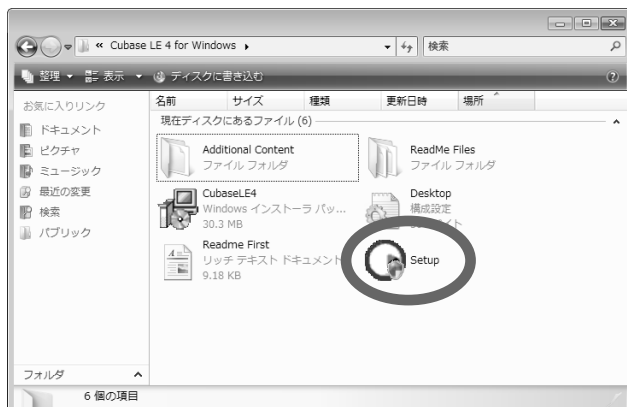 « Cubase LE 4 for Windows
検索
整理 表示 ディスクに書き込む
お気に入りリンク
ドキュメント
ピクチャ
ミュージック
最近の変更
検索
パブリック
フォルダ
名前 サイズ 種類 更新日時 場所
現在ディスクにあるファイル (6)
Additional Content
ファイル フォルダ
ReadMe Files
ファイル フォルダ
CubaseLE4
Windows インストーラ パッ...
30.3 MB
Desktop
構成設定
Readme First
リッチ テキスト ドキュメント
9.18 KB
Setup
6 個の項目